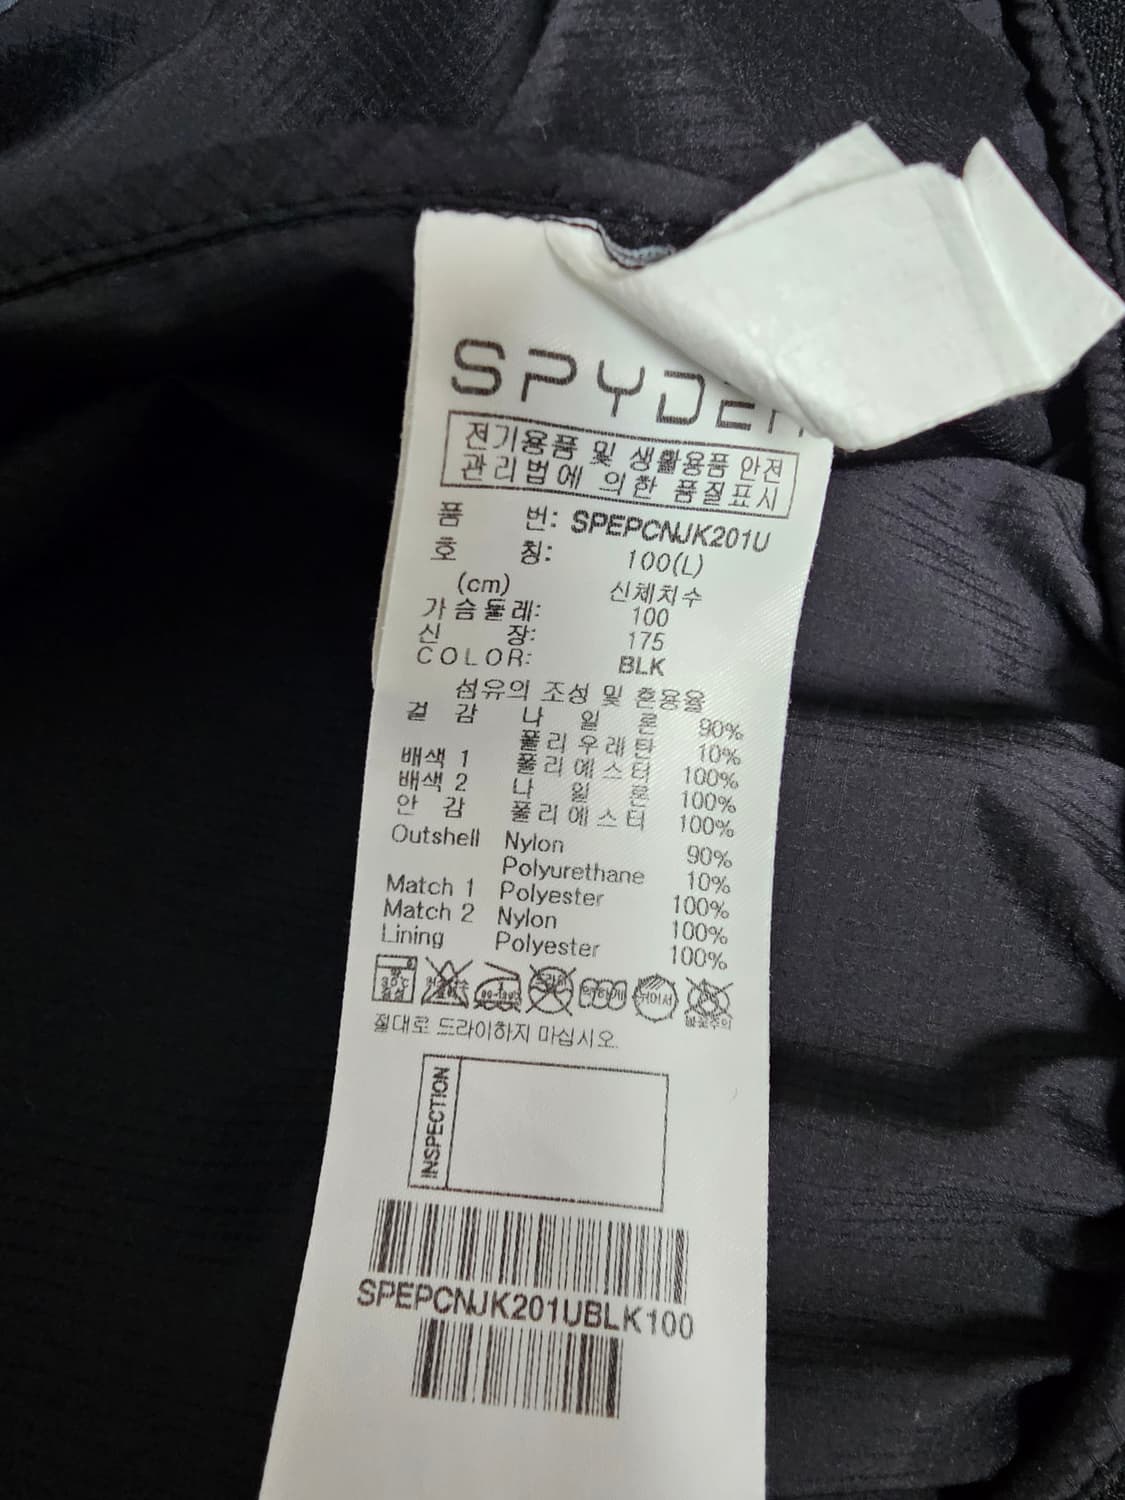 SPYDER
전기용품 및 생활용품 안전
관리법에 의한 품질표시
품 번: SPEPCNJK201U
호 칭: 100(L)
(cm) 신체치수
가슴둘레: 100
신 장: 175
COLOR: BLK
섬유의 조성 및 혼용율
겉 감 나 일 론 90%
폴리우레탄 10%
배색 1 폴리에스터 100%
배색 2 나 일 론 100%
안 감 폴리에스터 100%
Outshell Nylon 90%
Polyurethane 10%
Match 1 Polyester 100%
Match 2 Nylon 100%
Lining Polyester 100%
약하게 뉘어서
절대로 드라이하지 마십시오.
INSPECTION
SPEPCNJK201UBLK100